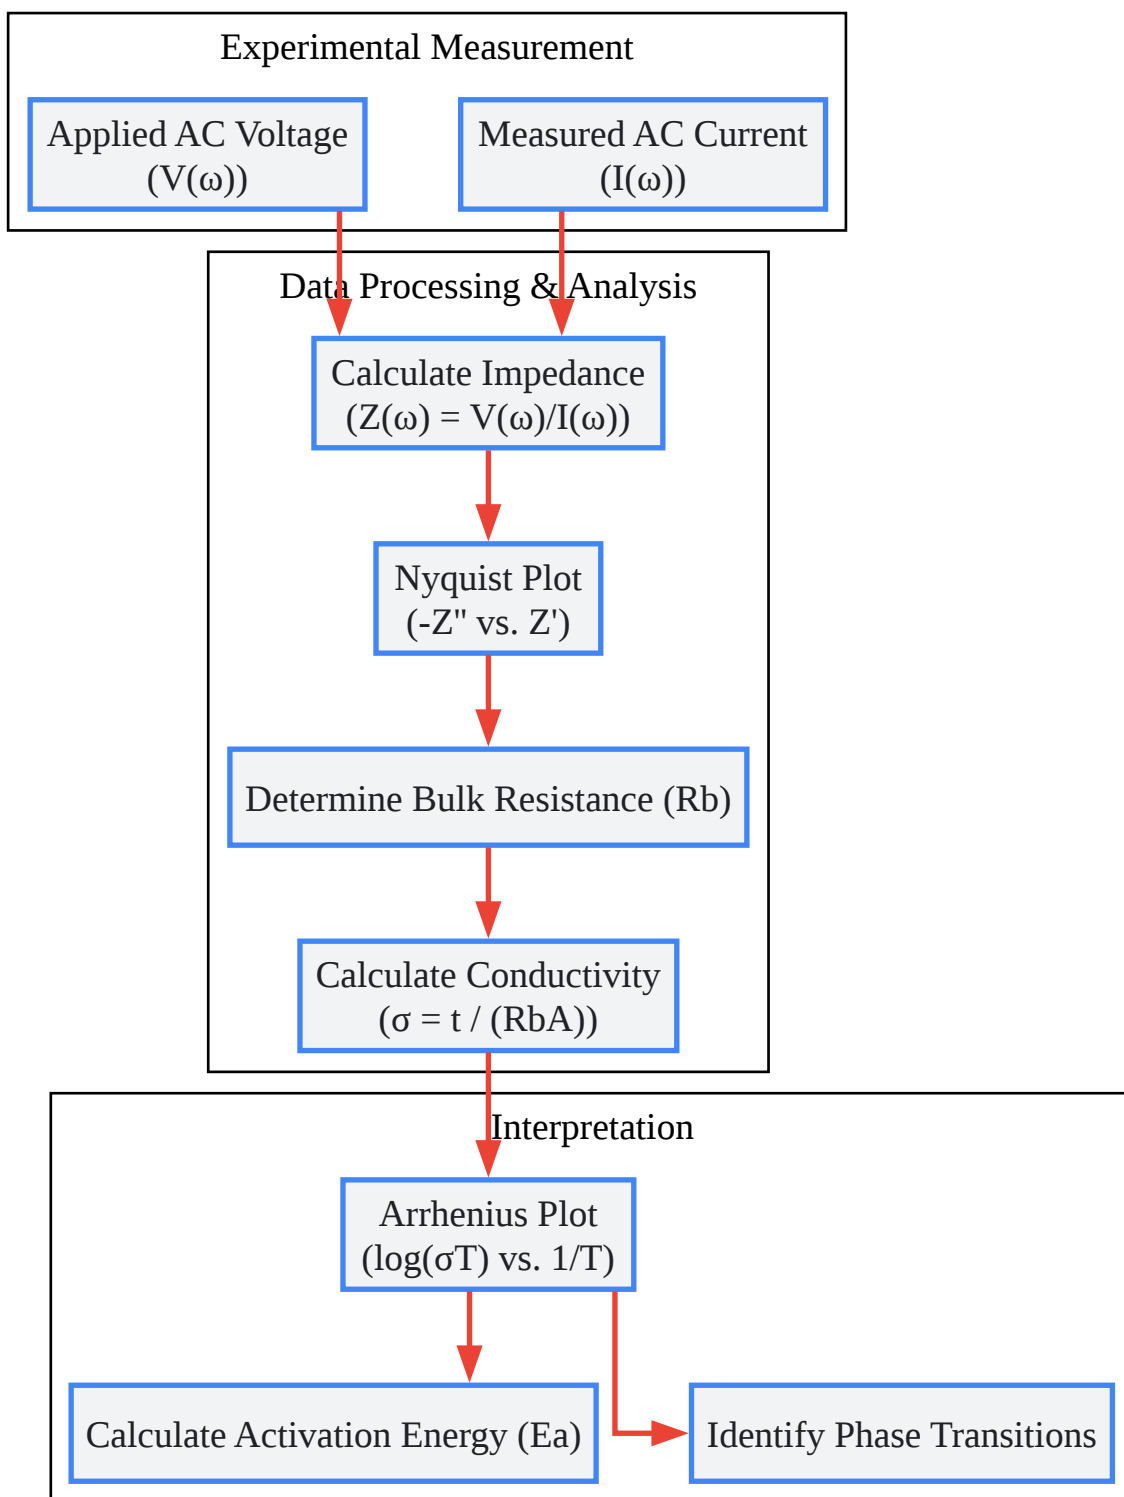 Experimental Measurement
Applied AC Voltage
(V(ω))
Measured AC Current
(I(ω))
Data Processing & Analysis
Calculate Impedance
(Z(ω) = V(ω)/I(ω))
Nyquist Plot
(-Z" vs. Z')
Determine Bulk Resistance (Rb)
Calculate Conductivity
(σ = t / (RbA))
Interpretation
Arrhenius Plot
(log(σT) vs. 1/T)
Calculate Activation Energy (Ea)
Identify Phase Transitions